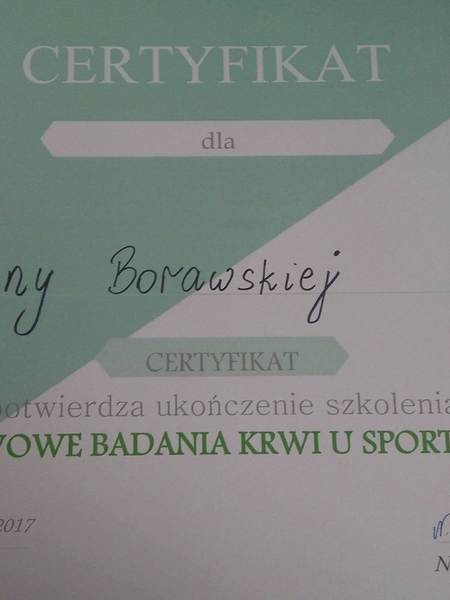 CERTYFIKAT
dla
ny Borawskiej
CERTYFIKAT
potwierdza ukończenie szkolenia
WOWE BADANIA KRWI U SPORT
2017
N